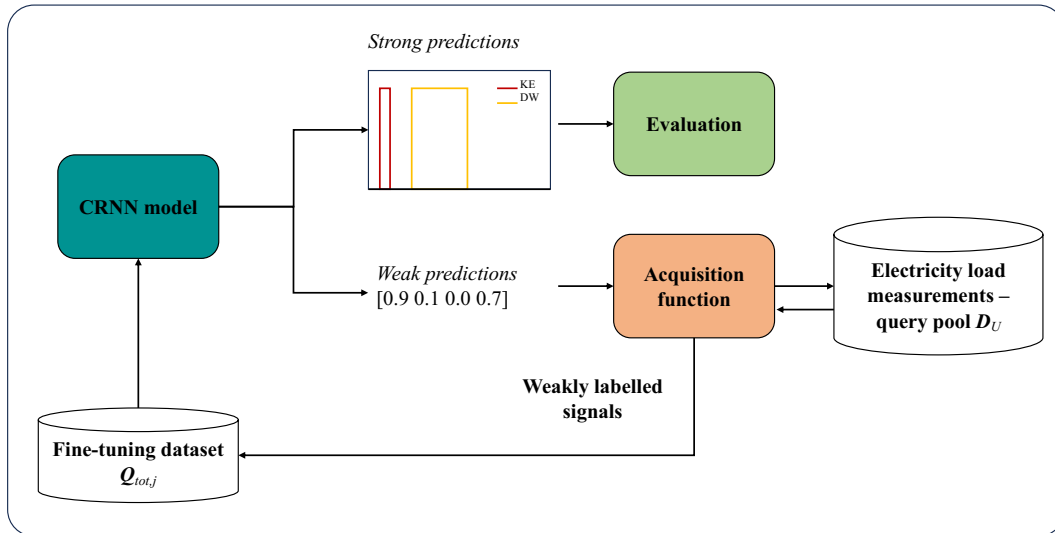 Strong predictions
KE
DW
Evaluation
CRNN model
Weak predictions
[0.9 0.1 0.0 0.7]
Acquisition
function
Electricity load
measurements –
query pool D_U
Weakly labelled
signals
Fine-tuning dataset
Q_tot,j